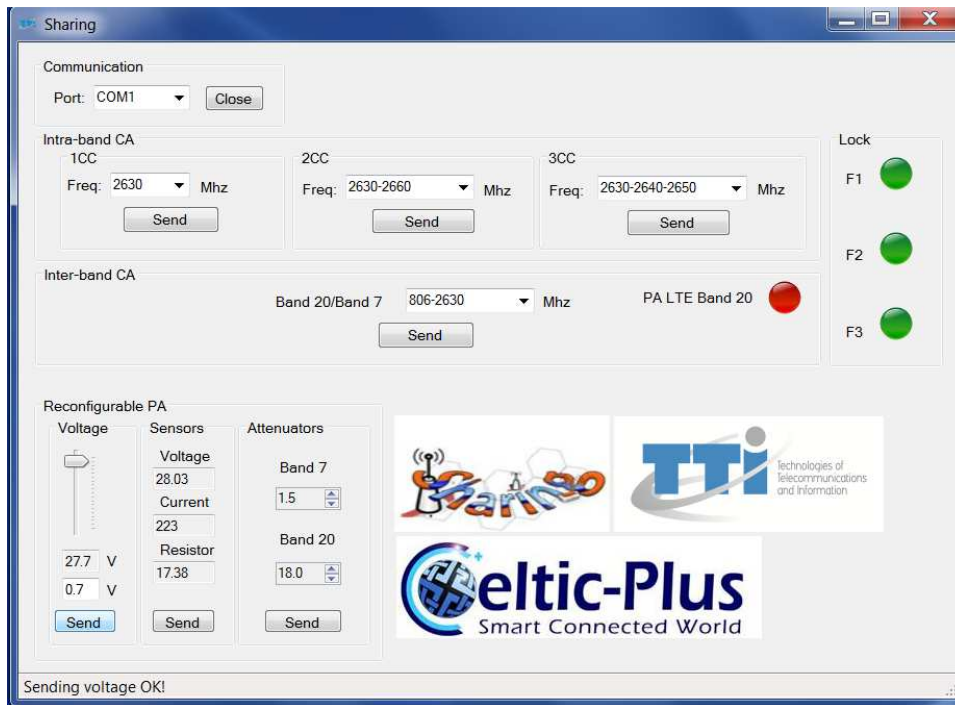 TTi Sharing
Communication
Port: COM1 Close
Intra-band CA
1CC
Freq: 2630 Mhz
Send
2CC
Freq: 2630-2660 Mhz
Send
3CC
Freq: 2630-2640-2650 Mhz
Send
Lock
F1
F2
F3
Inter-band CA
Band 20/Band 7 806-2630 Mhz
PA LTE Band 20
Send
Reconfigurable PA
Voltage
27.7 V
0.7 V
Send
Sensors
Voltage
28.03
Current
223
Resistor
17.38
Send
Attenuators
Band 7
1.5
Band 20
18.0
Send
Sharing
TTi
Technologies of
Telecommunications
and Information
Celtic-Plus
Smart Connected World
Sending voltage OK!